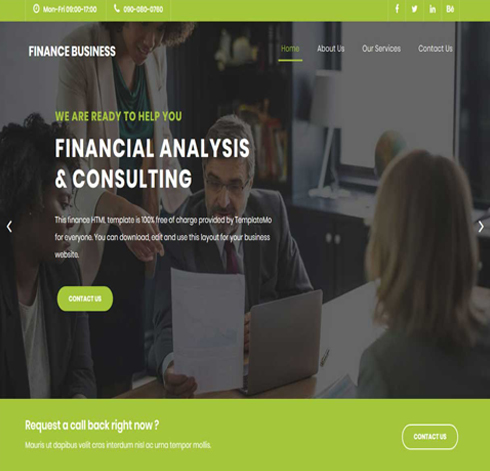 Mon-Fri 09:00-17:00 090-080-0760
FINANCE BUSINESS Home About Us Our Services Contact Us
WE ARE READY TO HELP YOU
FINANCIAL ANALYSIS
& CONSULTING
This finance HTML template is 100% free of charge provided by TemplateMo
for everyone. You can download, edit and use this layout for your business
website.
CONTACT US
Request a call back right now ?
Mauris ut dapibus velit cras interdum nisl ac urna tempor mollis.
CONTACT US